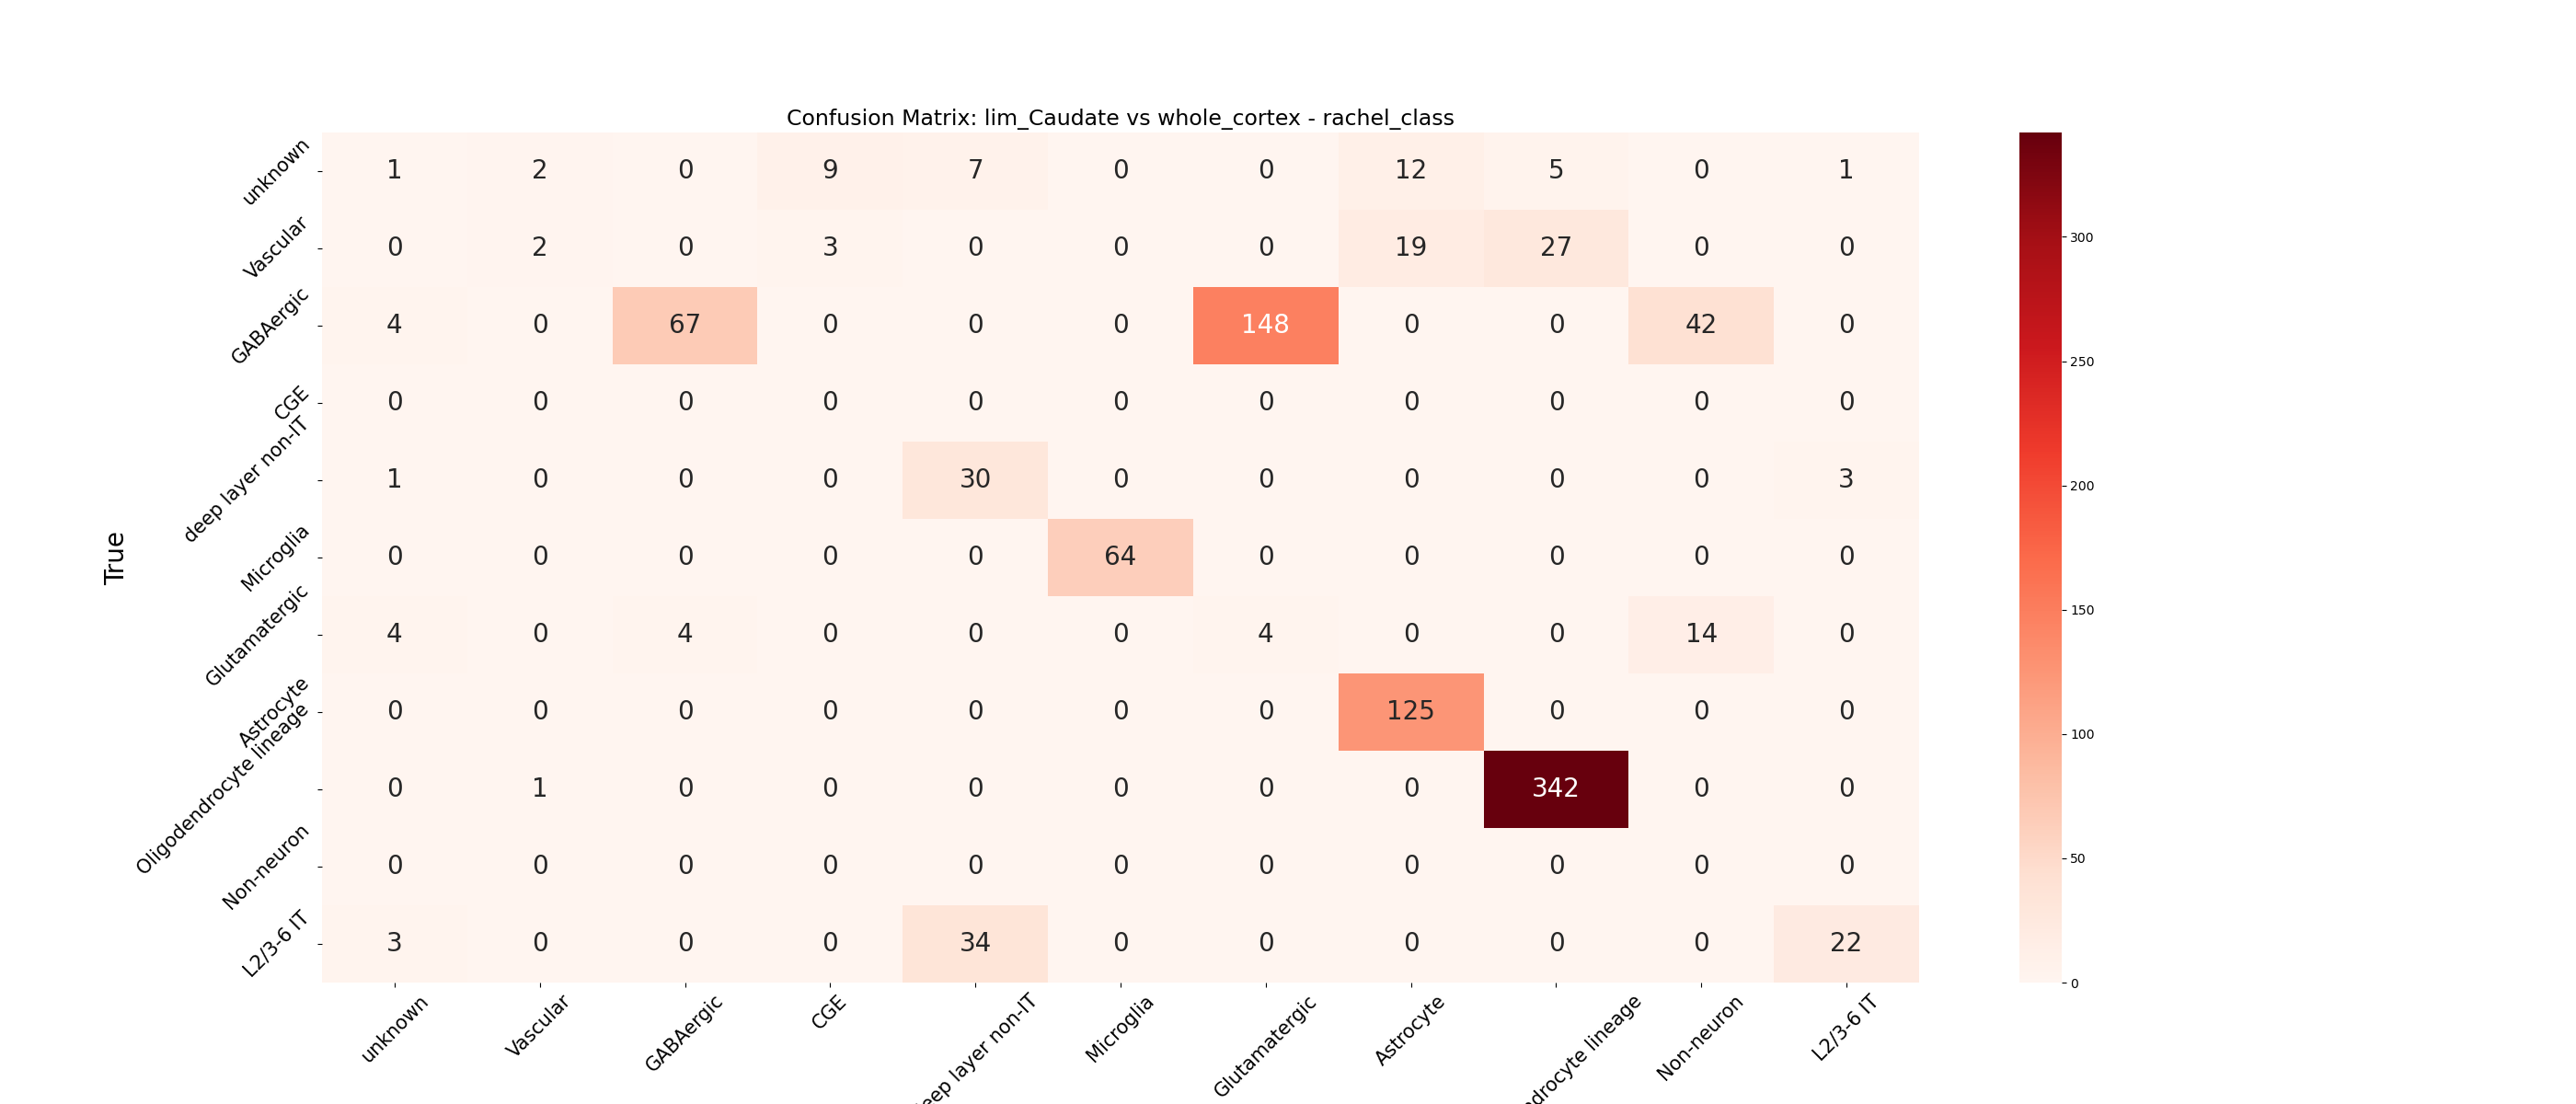 Confusion Matrix: lim_Caudate vs whole_cortex - rachel_class
True
unknown 1 2 0 9 7 0 0 12 5 0 1
Vascular 0 2 0 3 0 0 0 19 27 0 0
GABAergic 4 0 67 0 0 0 148 0 0 42 0
CGE 0 0 0 0 0 0 0 0 0 0 0
deep layer non-IT 1 0 0 0 30 0 0 0 0 0 3
Microglia 0 0 0 0 0 64 0 0 0 0 0
Glutamatergic 4 0 4 0 0 0 4 0 0 14 0
Astrocyte 0 0 0 0 0 0 0 125 0 0 0
Oligodendrocyte lineage 0 1 0 0 0 0 0 0 342 0 0
Non-neuron 0 0 0 0 0 0 0 0 0 0 0
L2/3-6 IT 3 0 0 0 34 0 0 0 0 0 22
unknown Vascular GABAergic CGE layer non-IT Microglia Glutamatergic Astrocyte lineage Non-neuron L2/3-6 IT
300
250
200
150
100
50
0